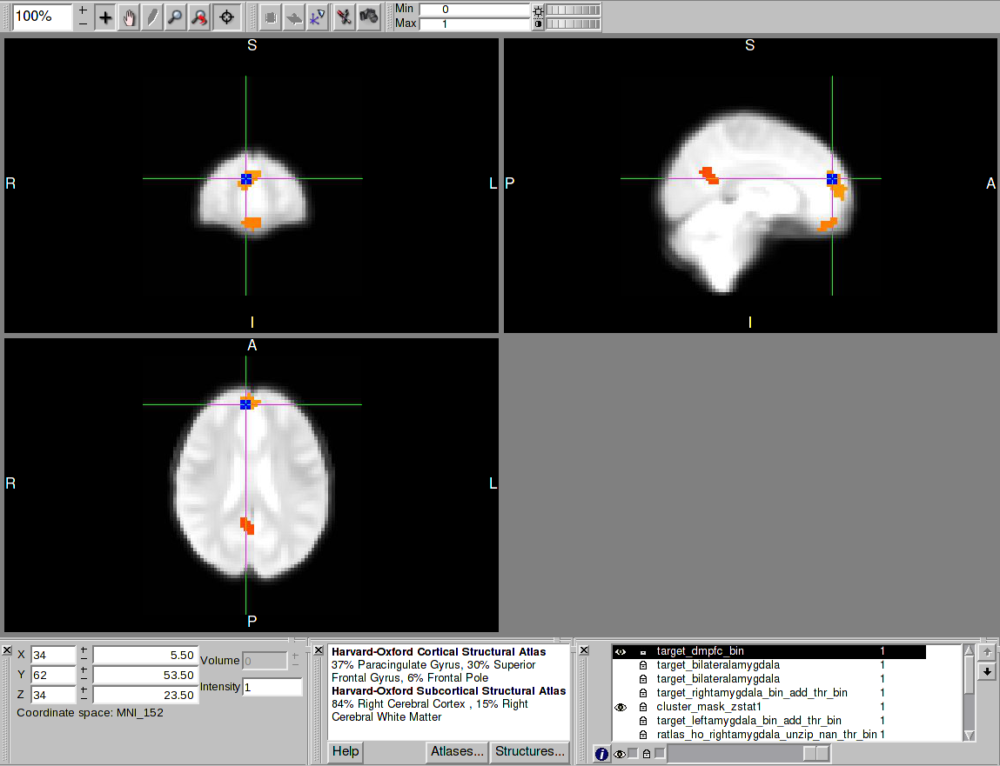 100%
+
−
Min
0
Max
1
S
R
L
I
S
P
A
I
A
R
L
P
X
34
5.50
Y
62
53.50
Z
34
23.50
Coordinate space: MNI_152
Volume
0
Intensity
1
Harvard-Oxford Cortical Structural Atlas
37% Paracingulate Gyrus, 30% Superior
Frontal Gyrus, 6% Frontal Pole
Harvard-Oxford Subcortical Structural Atlas
84% Right Cerebral Cortex , 15% Right
Cerebral White Matter
Help
Atlases...
Structures...
target_dmpfc_bin 1
target_bilateralamygdala 1
target_bilateralamygdala 1
target_rightamygdala_bin_add_thr_bin 1
cluster_mask_zstat1 1
target_leftamygdala_bin_add_thr_bin 1
ratlas_ho_rightamygdala_unzip_nan_thr_bin 1